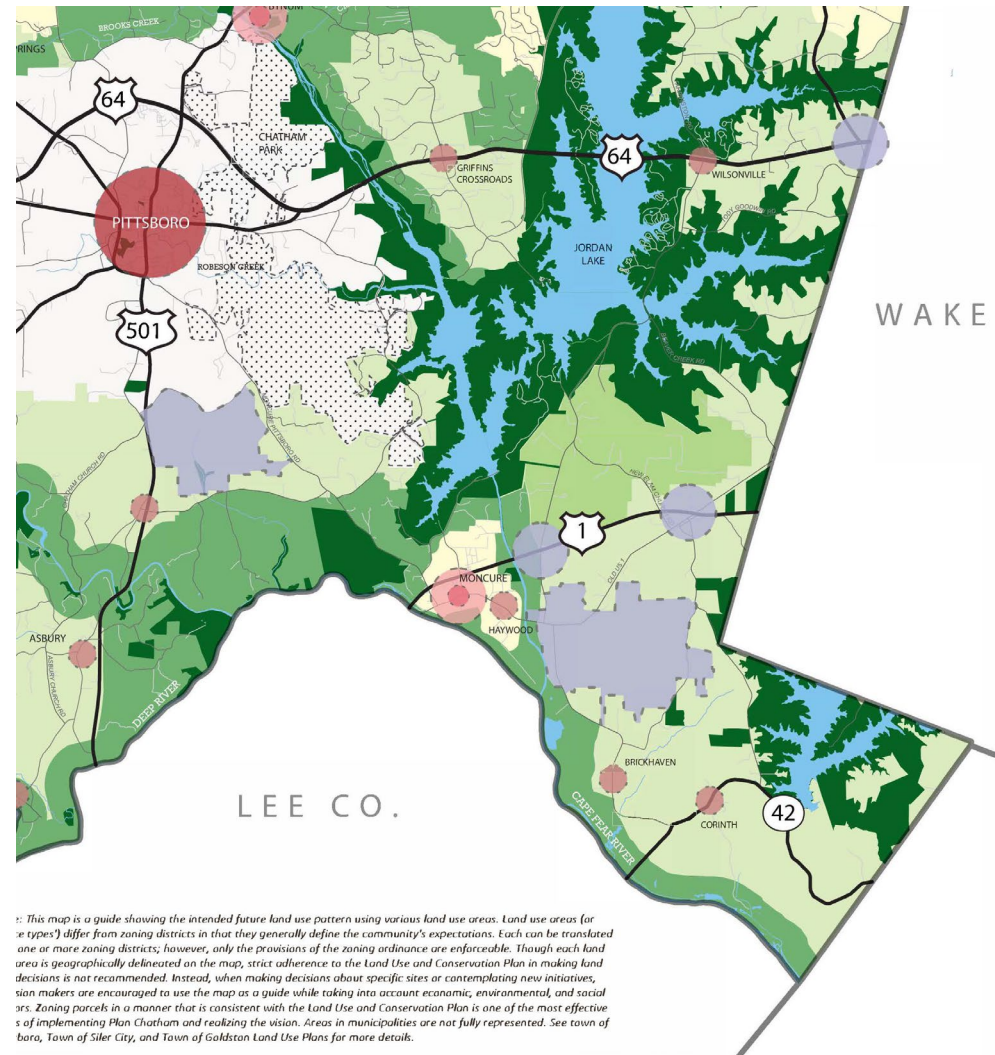 BROOKS CREEK
64
CHATHAM
PARK
GRIFFINS
CROSSROADS
64
WILSONVILLE
PITTSBORO
JORDAN
LAKE
ROBESON CREEK
WAKE
501
MONCURE PITTSBORO RD
1
OLD US 1
MONCURE
HAYWOOD
ASBURY
ASBURY CHURCH RD
DEEP RIVER
BRICKHAVEN
LEE CO.
CAPE FEAR RIVER
CORINTH
42
e: This map is a guide showing the intended future land use pattern using various land use areas. Land use areas (or
ce types') differ from zoning districts in that they generally define the community's expectations. Each can be translated
one or more zoning districts; however, only the provisions of the zoning ordinance are enforceable. Though each land
area is geographically delineated on the map, strict adherence to the Land Use and Conservation Plan in making land
decisions is not recommended. Instead, when making decisions about specific sites or contemplating new initiatives,
sion makers are encouraged to use the map as a guide while taking into account economic, environmental, and social
ors. Zoning parcels in a manner that is consistent with the Land Use and Conservation Plan is one of the most effective
s of implementing Plan Chatham and realizing the vision. Areas in municipalities are not fully represented. See town of
sboro, Town of Siler City, and Town of Goldston Land Use Plans for more details.